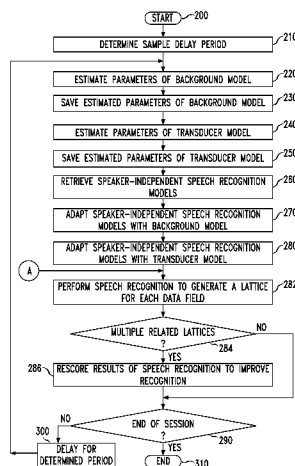 START
200
DETERMINE SAMPLE DELAY PERIOD
210
ESTIMATE PARAMETERS OF BACKGROUND MODEL
220
SAVE ESTIMATED PARAMETERS OF BACKGROUND MODEL
230
ESTIMATE PARAMETERS OF TRANSDUCER MODEL
240
SAVE ESTIMATED PARAMETERS OF TRANSDUCER MODEL
250
RETRIEVE SPEAKER-INDEPENDENT SPEECH RECOGNITION
MODELS
260
ADAPT SPEAKER-INDEPENDENT SPEECH RECOGNITION
MODELS WITH BACKGROUND MODEL
270
ADAPT SPEAKER-INDEPENDENT SPEECH RECOGNITION
MODELS WITH TRANSDUCER MODEL
280
A
PERFORM SPEECH RECOGNITION TO GENERATE A LATTICE
FOR EACH DATA FIELD
282
MULTIPLE RELATED LATTICES
?
NO
284
YES
286
RESCORE RESULTS OF SPEECH RECOGNITION TO IMPROVE
RECOGNITION
NO
END OF SESSION
?
290
300
YES
DELAY FOR
DETERMINED PERIOD
END
310